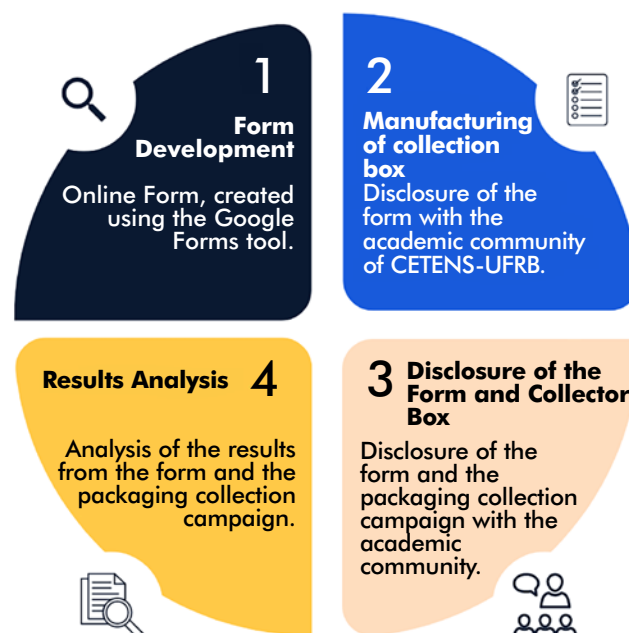 1
Form
Development
Online Form, created
using the Google
Forms tool.
2
Manufacturing
of collection
box
Disclosure of the
form with the
academic community
of CETENS-UFRB.
3
Disclosure of the
Form and Collector
Box
Disclosure of the
form and the
packaging collection
campaign with the
academic
community.
Results Analysis 4
Analysis of the results
from the form and the
packaging collection
campaign.